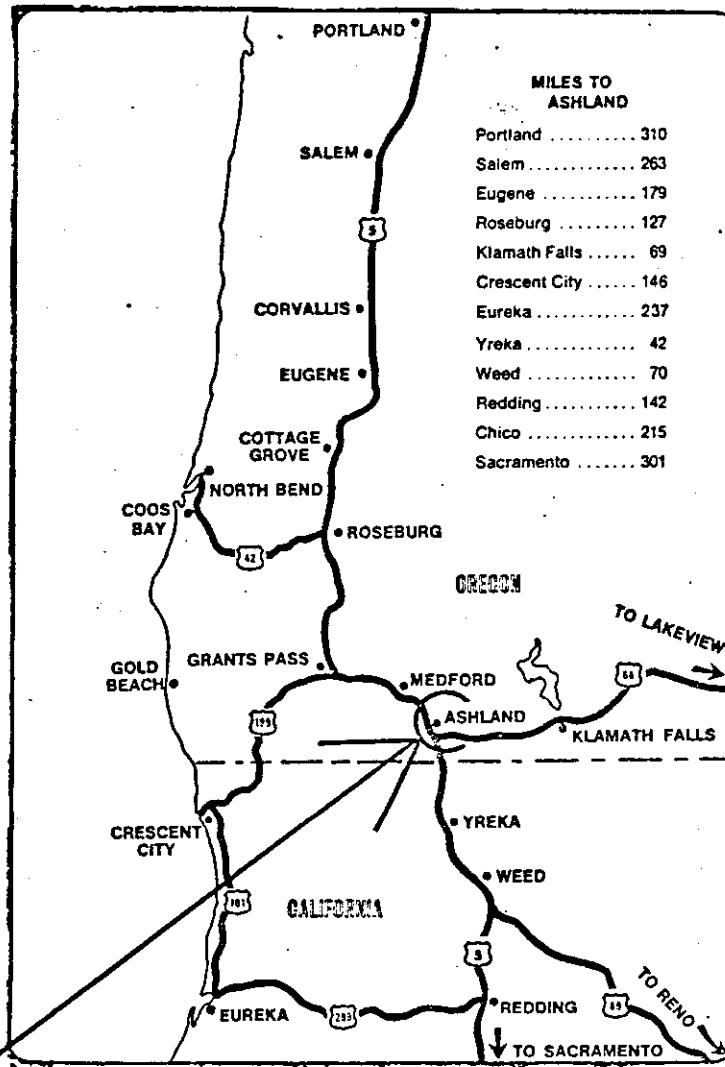 PORTLAND
MILES TO
ASHLAND
Portland ........... 310
Salem ............. 263
Eugene ............ 179
Roseburg ......... 127
Klamath Falls ..... 69
Crescent City ...... 146
Eureka ............ 237
Yreka .............. 42
Weed .............. 70
Redding ........... 142
Chico ............. 215
Sacramento ....... 301
SALEM
5
CORVALLIS
EUGENE
COTTAGE
GROVE
NORTH BEND
COOS
BAY
ROSEBURG
42
OREGON
TO LAKEVIEW
GRANTS PASS
GOLD
BEACH
MEDFORD
66
199
ASHLAND
KLAMATH FALLS
CRESCENT
CITY
YREKA
WEED
101
CALIFORNIA
5
TO RENO
EUREKA
299
REDDING
TO SACRAMENTO